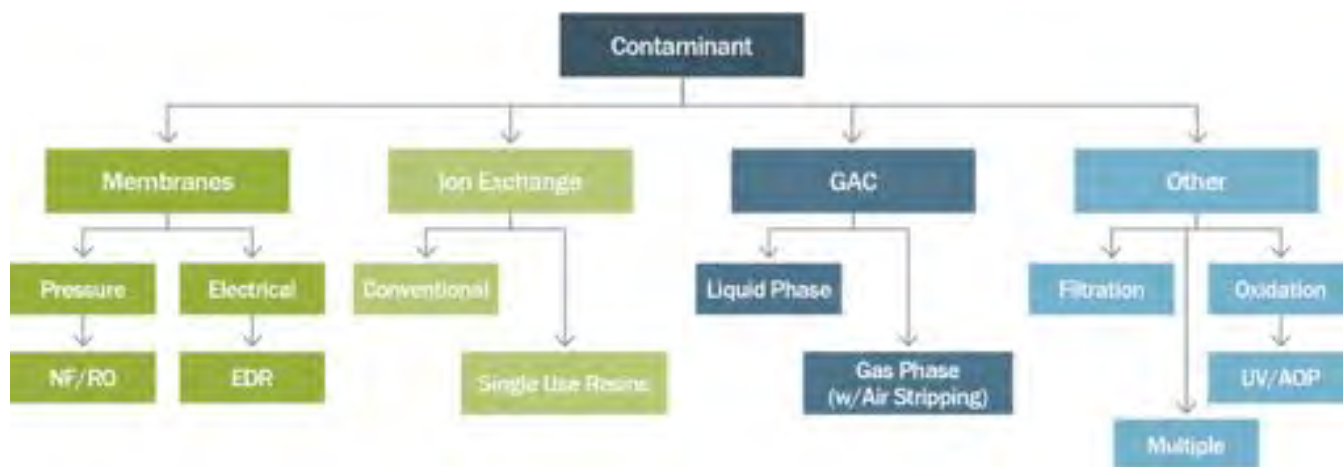 Contaminant
Membranes
Ion Exchange
GAC
Other
Pressure
Electrical
Conventional
Liquid Phase
Filtration
Oxidation
NF/RO
EDR
Single Use Resins
Gas Phase
(w/Air Stripping)
UV/AOP
Multiple